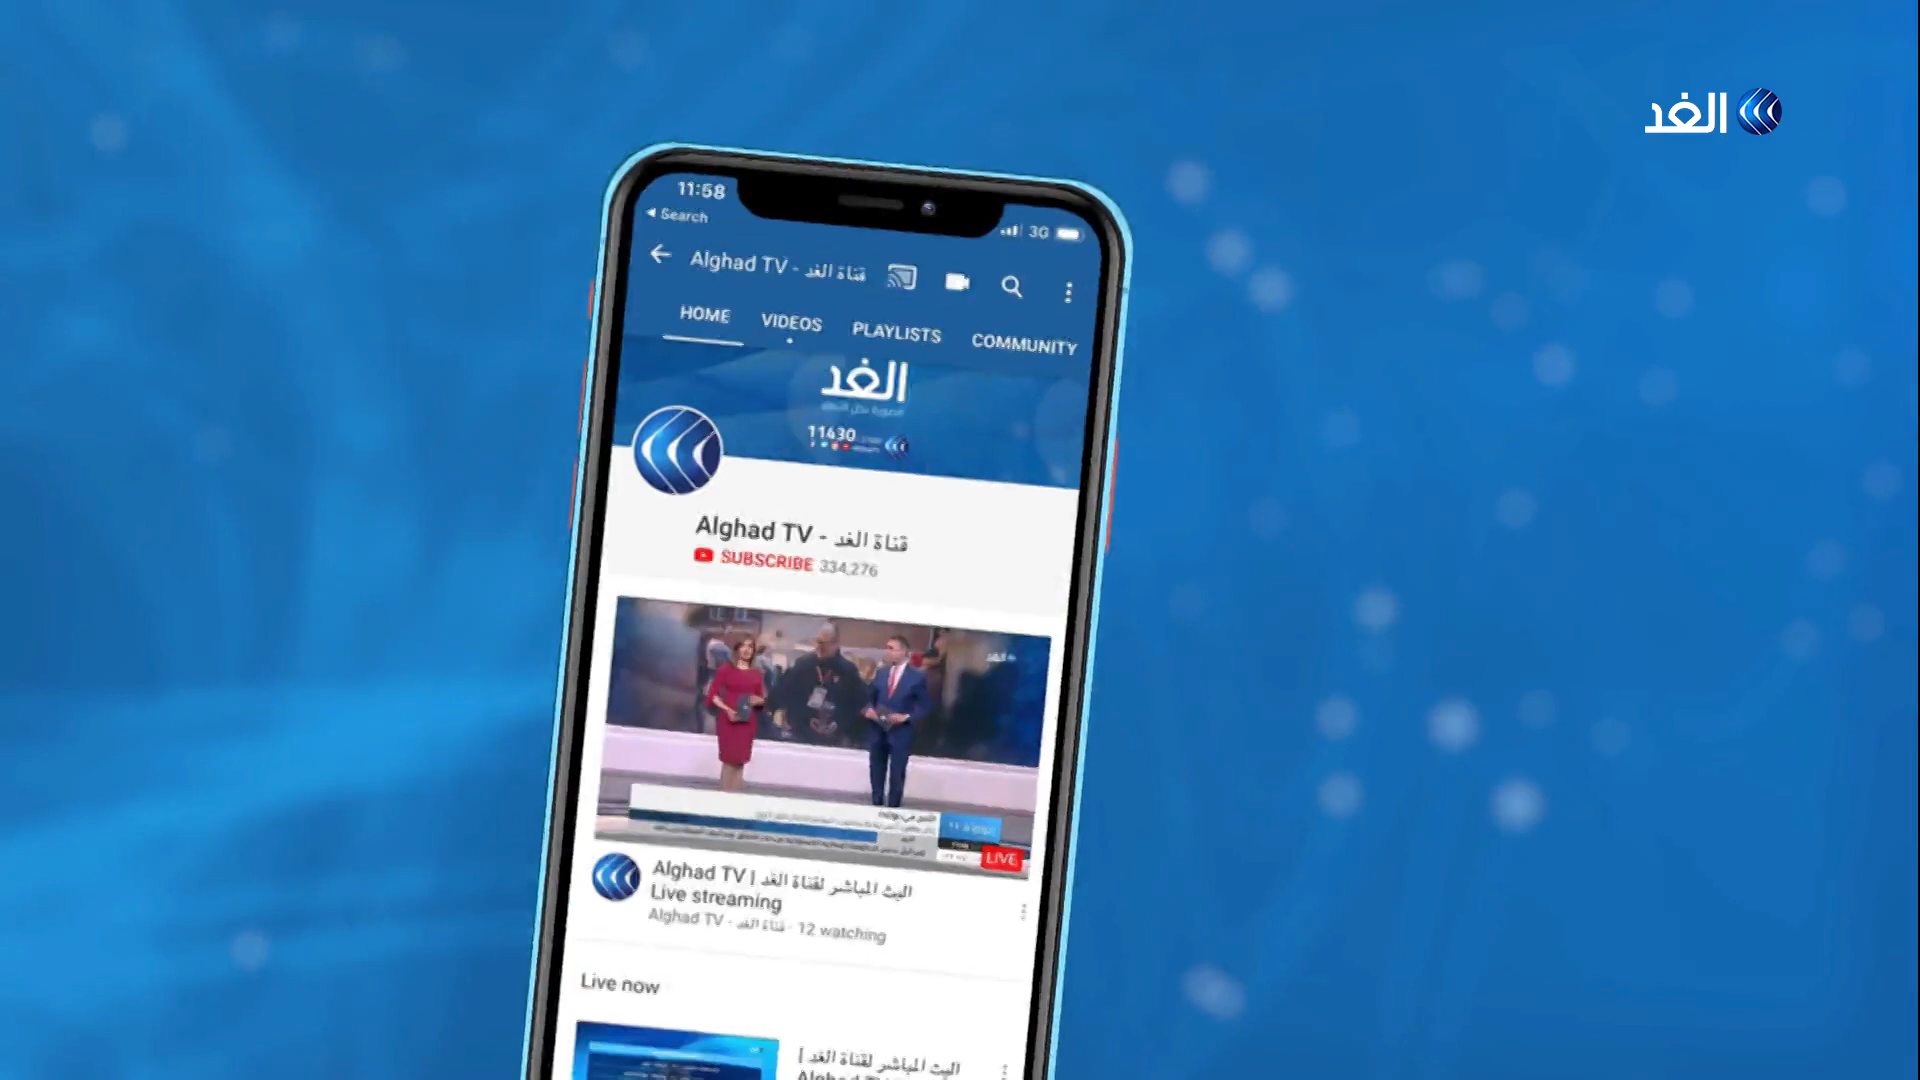 الغد
11:58
Search
3G
Alghad TV - قناة الغد
HOME VIDEOS PLAYLISTS COMMUNITY
الغد
11430
Alghad TV - قناة الغد
SUBSCRIBE 334,276
LIVE
Alghad TV | البث المباشر لقناة الغد
Live streaming
Alghad TV - قناة الغد · 12 watching
Live now
البث المباشر لقناة الغد |
Alghad